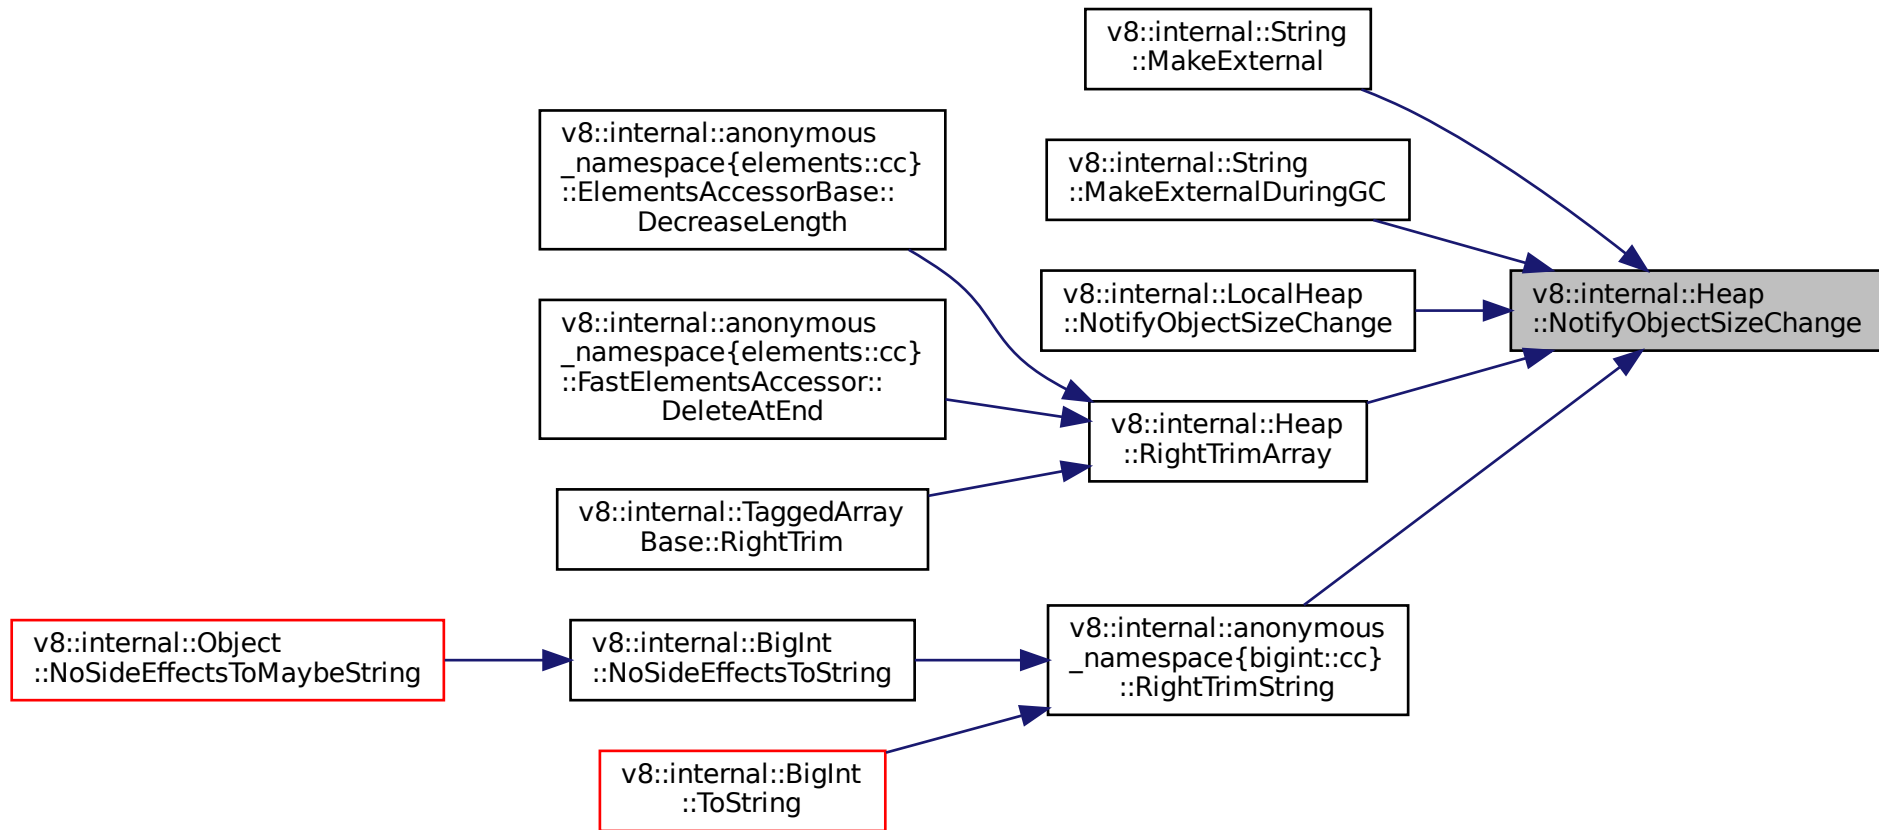 v8::internal::String
::MakeExternal
v8::internal::anonymous
_namespace{elements::cc}
::ElementsAccessorBase::
DecreaseLength
v8::internal::String
::MakeExternalDuringGC
v8::internal::LocalHeap
::NotifyObjectSizeChange
v8::internal::Heap
::NotifyObjectSizeChange
v8::internal::anonymous
_namespace{elements::cc}
::FastElementsAccessor::
DeleteAtEnd
v8::internal::Heap
::RightTrimArray
v8::internal::TaggedArray
Base::RightTrim
v8::internal::Object
::NoSideEffectsToMaybeString
v8::internal::BigInt
::NoSideEffectsToString
v8::internal::anonymous
_namespace{bigint::cc}
::RightTrimString
v8::internal::BigInt
::ToString